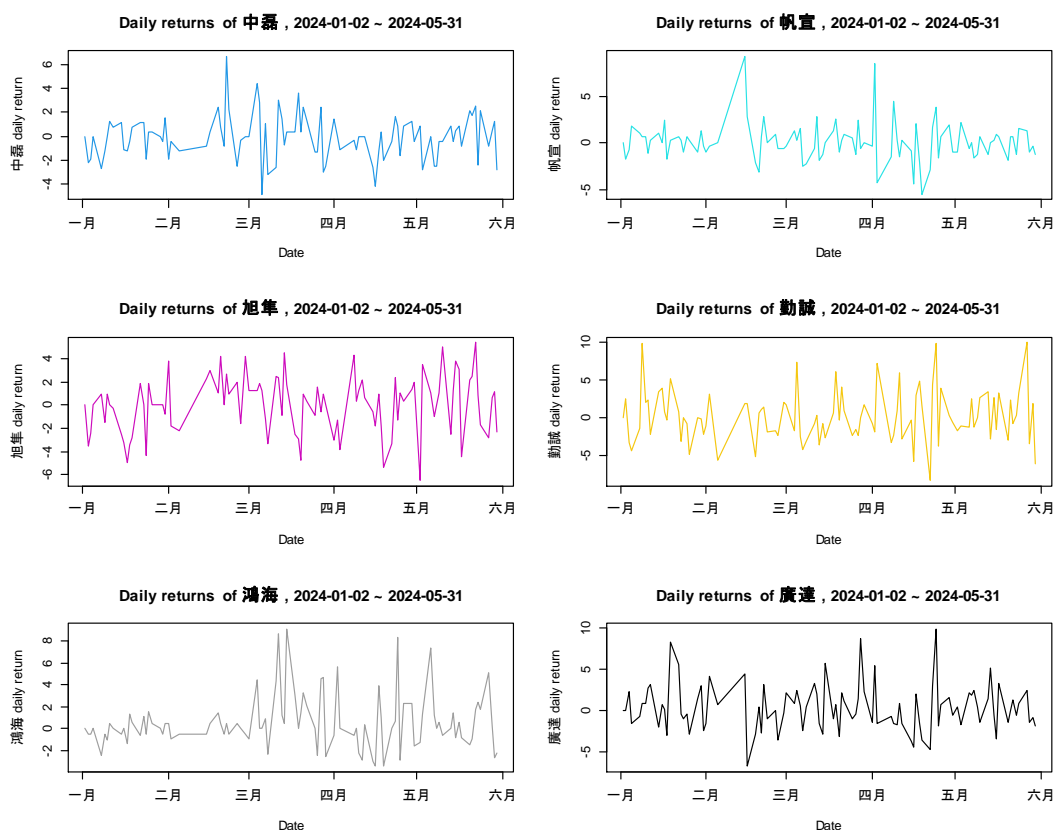 Daily returns of 中磊 , 2024-01-02 ~ 2024-05-31
中磊 daily return
6
4
2
0
-2
-4
一月 二月 三月 四月 五月 六月
Date
Daily returns of 帆宣 , 2024-01-02 ~ 2024-05-31
帆宣 daily return
5
0
-5
一月 二月 三月 四月 五月 六月
Date
Daily returns of 旭隼 , 2024-01-02 ~ 2024-05-31
旭隼 daily return
4
2
0
-2
-4
-6
一月 二月 三月 四月 五月 六月
Date
Daily returns of 勤誠 , 2024-01-02 ~ 2024-05-31
勤誠 daily return
10
5
0
-5
一月 二月 三月 四月 五月 六月
Date
Daily returns of 鴻海 , 2024-01-02 ~ 2024-05-31
鴻海 daily return
8
6
4
2
0
-2
一月 二月 三月 四月 五月 六月
Date
Daily returns of 廣達 , 2024-01-02 ~ 2024-05-31
廣達 daily return
10
5
0
-5
一月 二月 三月 四月 五月 六月
Date